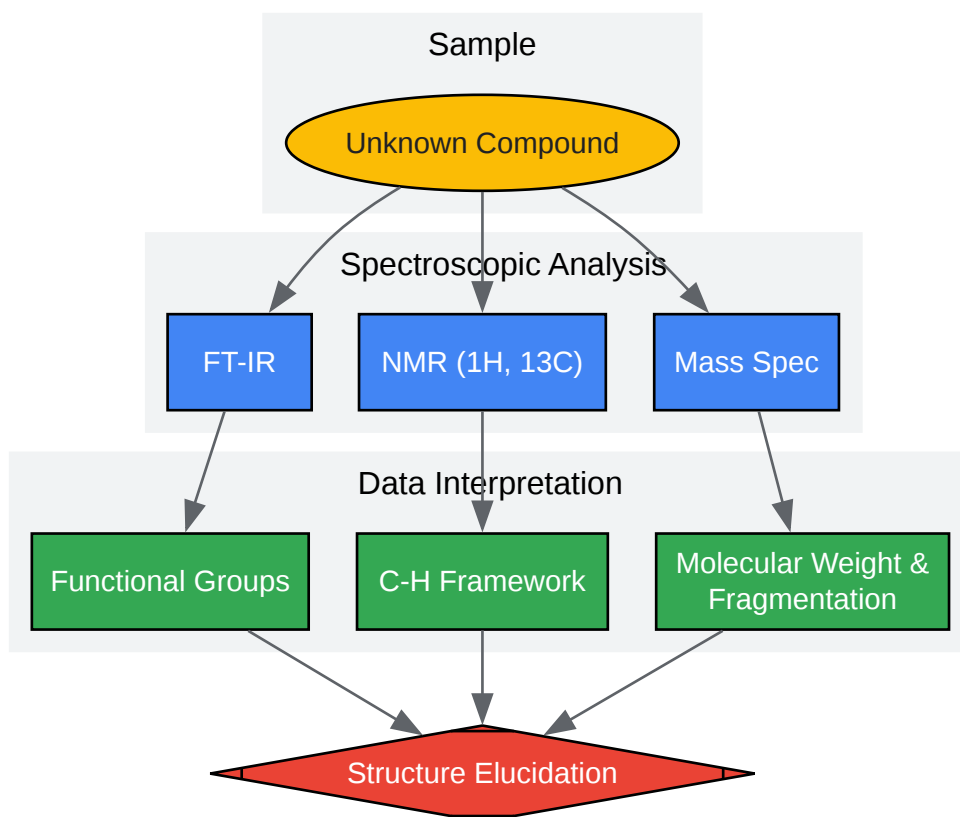 Sample
Unknown Compound
Spectroscopic Analysis
FT-IR
NMR (1H, 13C)
Mass Spec
Data Interpretation
Functional Groups
C-H Framework
Molecular Weight &
Fragmentation
Structure Elucidation